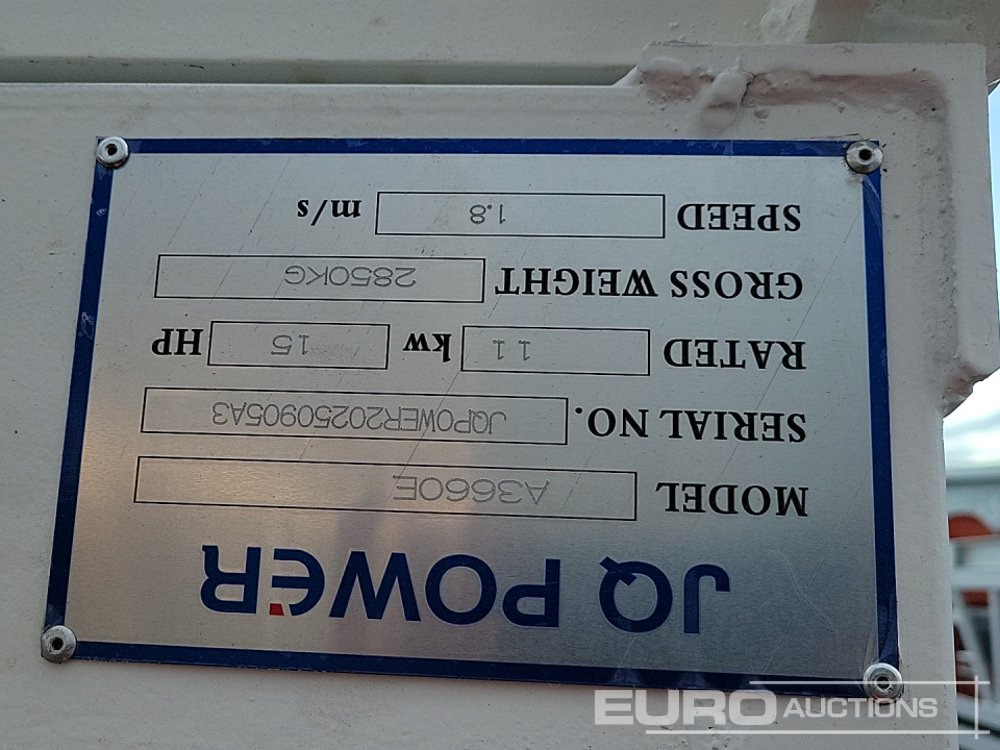 JQ POWER
MODEL A3660E
SERIAL NO. JQPOWER20250905A3
RATED 11 kw 15 HP
GROSS WEIGHT 2850KG
SPEED 1.8 m/s
EURO AUCTIONS